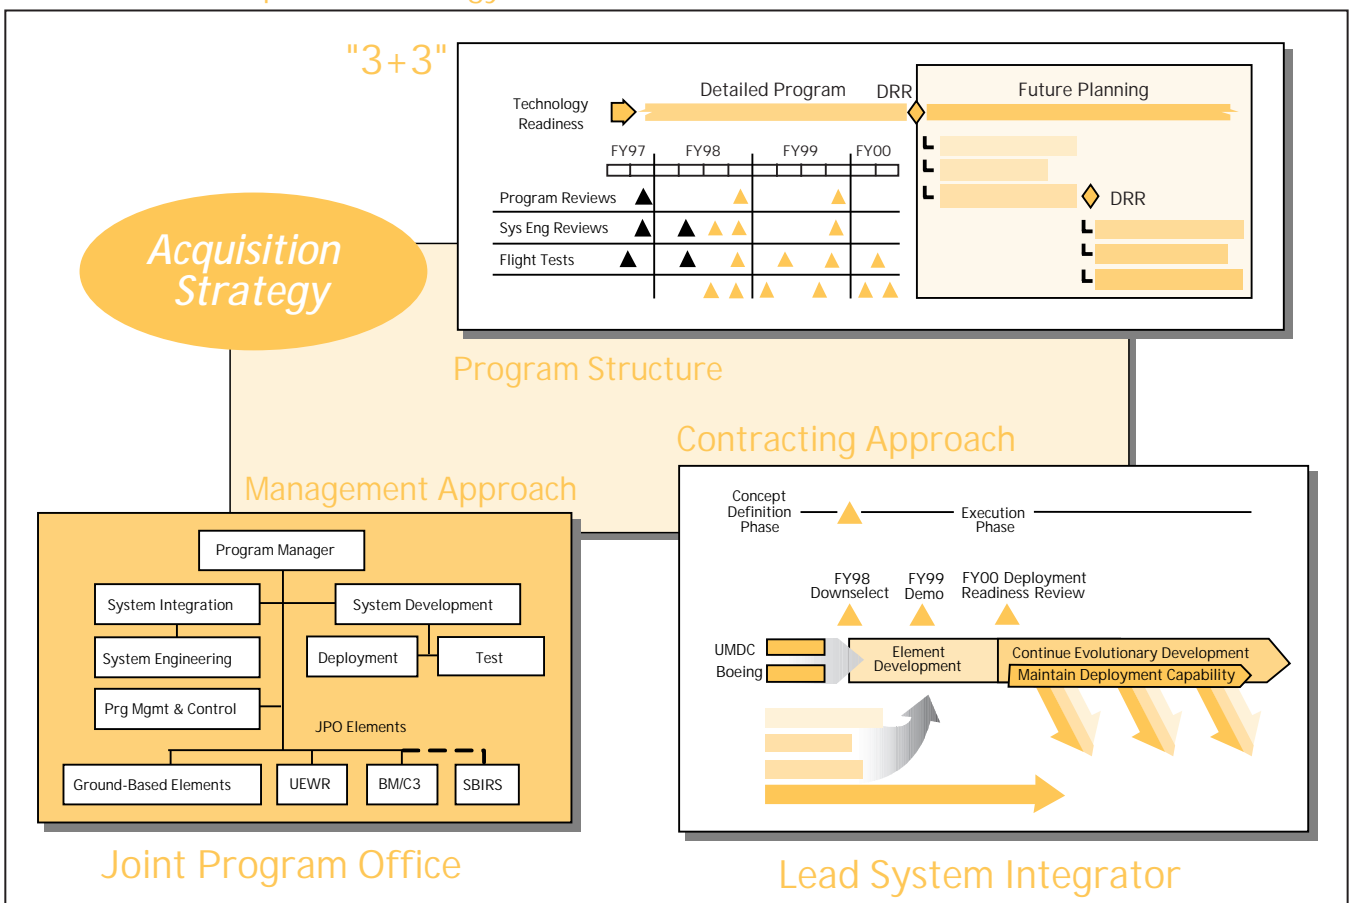 "3+3"
Detailed Program
DRR
Future Planning
Technology
Readiness
FY97
FY98
FY99
FY00
Program Reviews
Sys Eng Reviews
Flight Tests
DRR
Acquisition
Strategy
Program Structure
Contracting Approach
Management Approach
Program Manager
System Integration
System Development
System Engineering
Deployment
Test
Prg Mgmt & Control
JPO Elements
Ground-Based Elements
UEWR
BM/C3
SBIRS
Joint Program Office
Concept
Definition
Phase
Execution
Phase
FY98
Downselect
FY99
Demo
FY00 Deployment
Readiness Review
UMDC
Boeing
Element
Development
Continue Evolutionary Development
Maintain Deployment Capability
Lead System Integrator